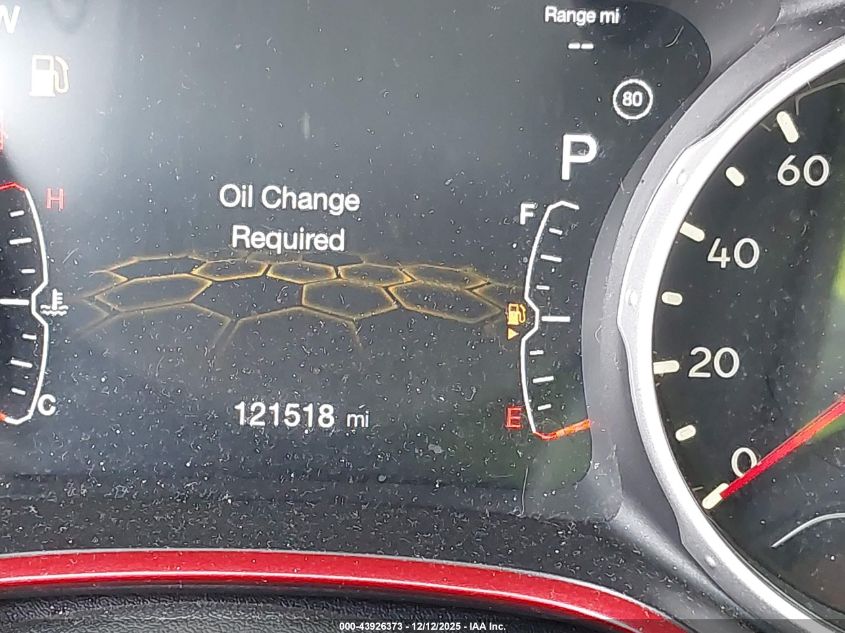 W
Range mi
--
80
P
Oil Change
Required
H
F
C
E
121518 mi
60
40
20
0
000-43926373 - 12/12/2025 - IAA Inc.